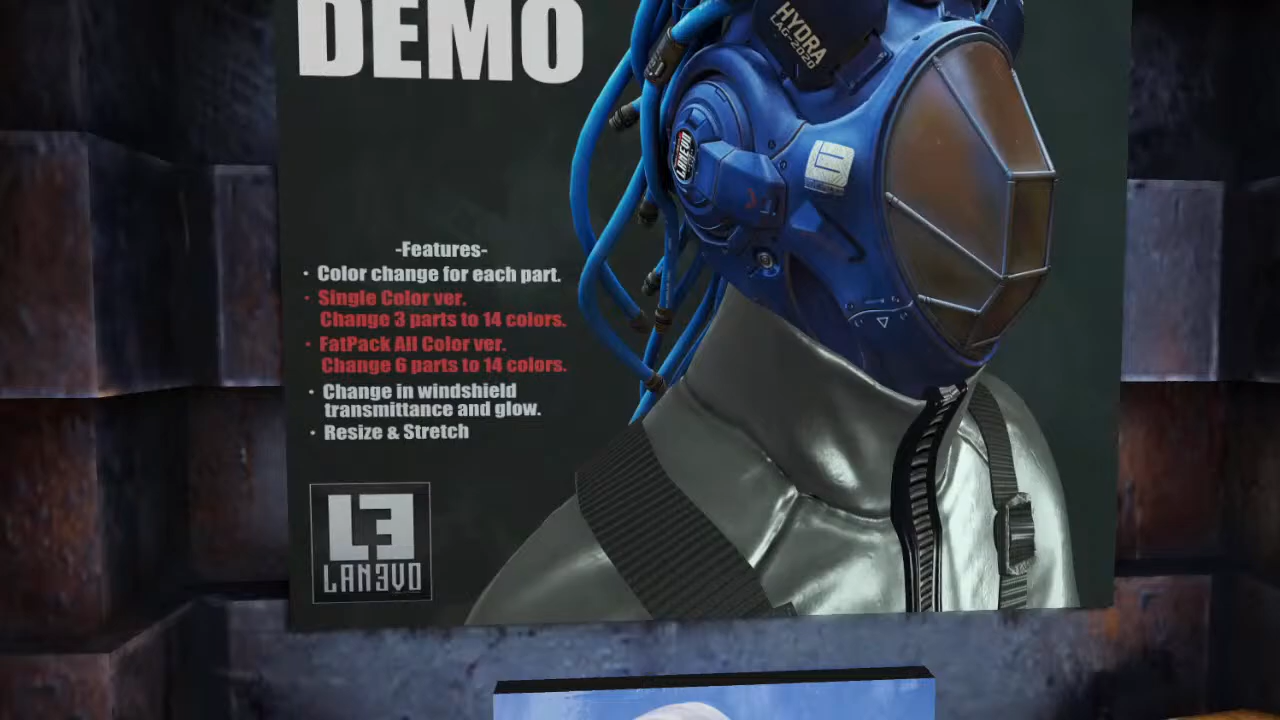 DEMO
HYDRA
LAG-2020
LANEVO
-Features-
· Color change for each part.
· Single Color ver.
Change 3 parts to 14 colors.
· FatPack All Color ver.
Change 6 parts to 14 colors.
· Change in windshield
transmittance and glow.
· Resize & Stretch
L3
LAN3VO